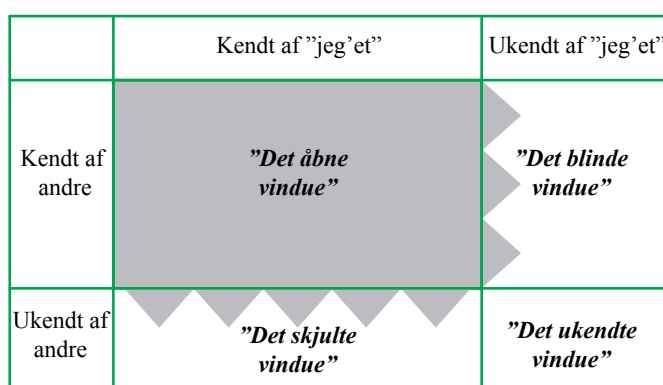 Kendt af ”jeg’et”
Ukendt af ”jeg’et”
Kendt af
andre
”Det åbne
vindue”
”Det blinde
vindue”
Ukendt af
andre
”Det skjulte
vindue”
”Det ukendte
vindue”